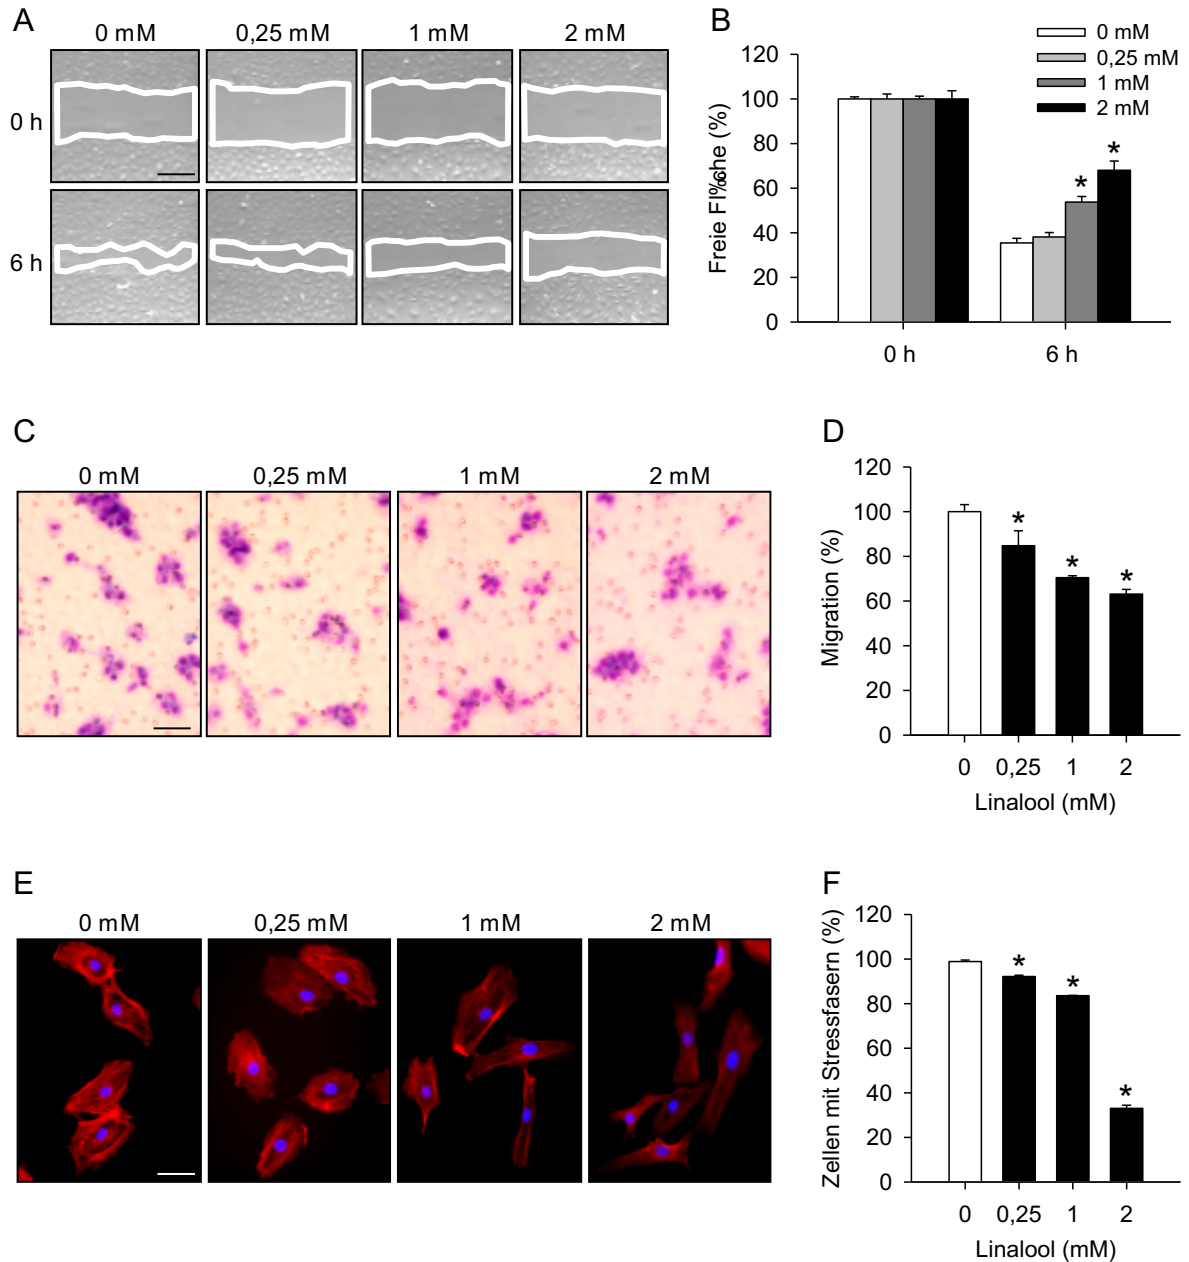 A
0 mM 0,25 mM 1 mM 2 mM
0 h
6 h
B
0 mM
0,25 mM
1 mM
2 mM
Freie Fl‰che (%)
120
100
80
60
40
20
0
* *
0 h 6 h
C
0 mM 0,25 mM 1 mM 2 mM
D
Migration (%)
120
100
80
60
40
20
0
* * *
0 0,25 1 2
Linalool (mM)
E
0 mM 0,25 mM 1 mM 2 mM
F
Zellen mit Stressfasern (%)
120
100
80
60
40
20
0
* * *
0 0,25 1 2
Linalool (mM)